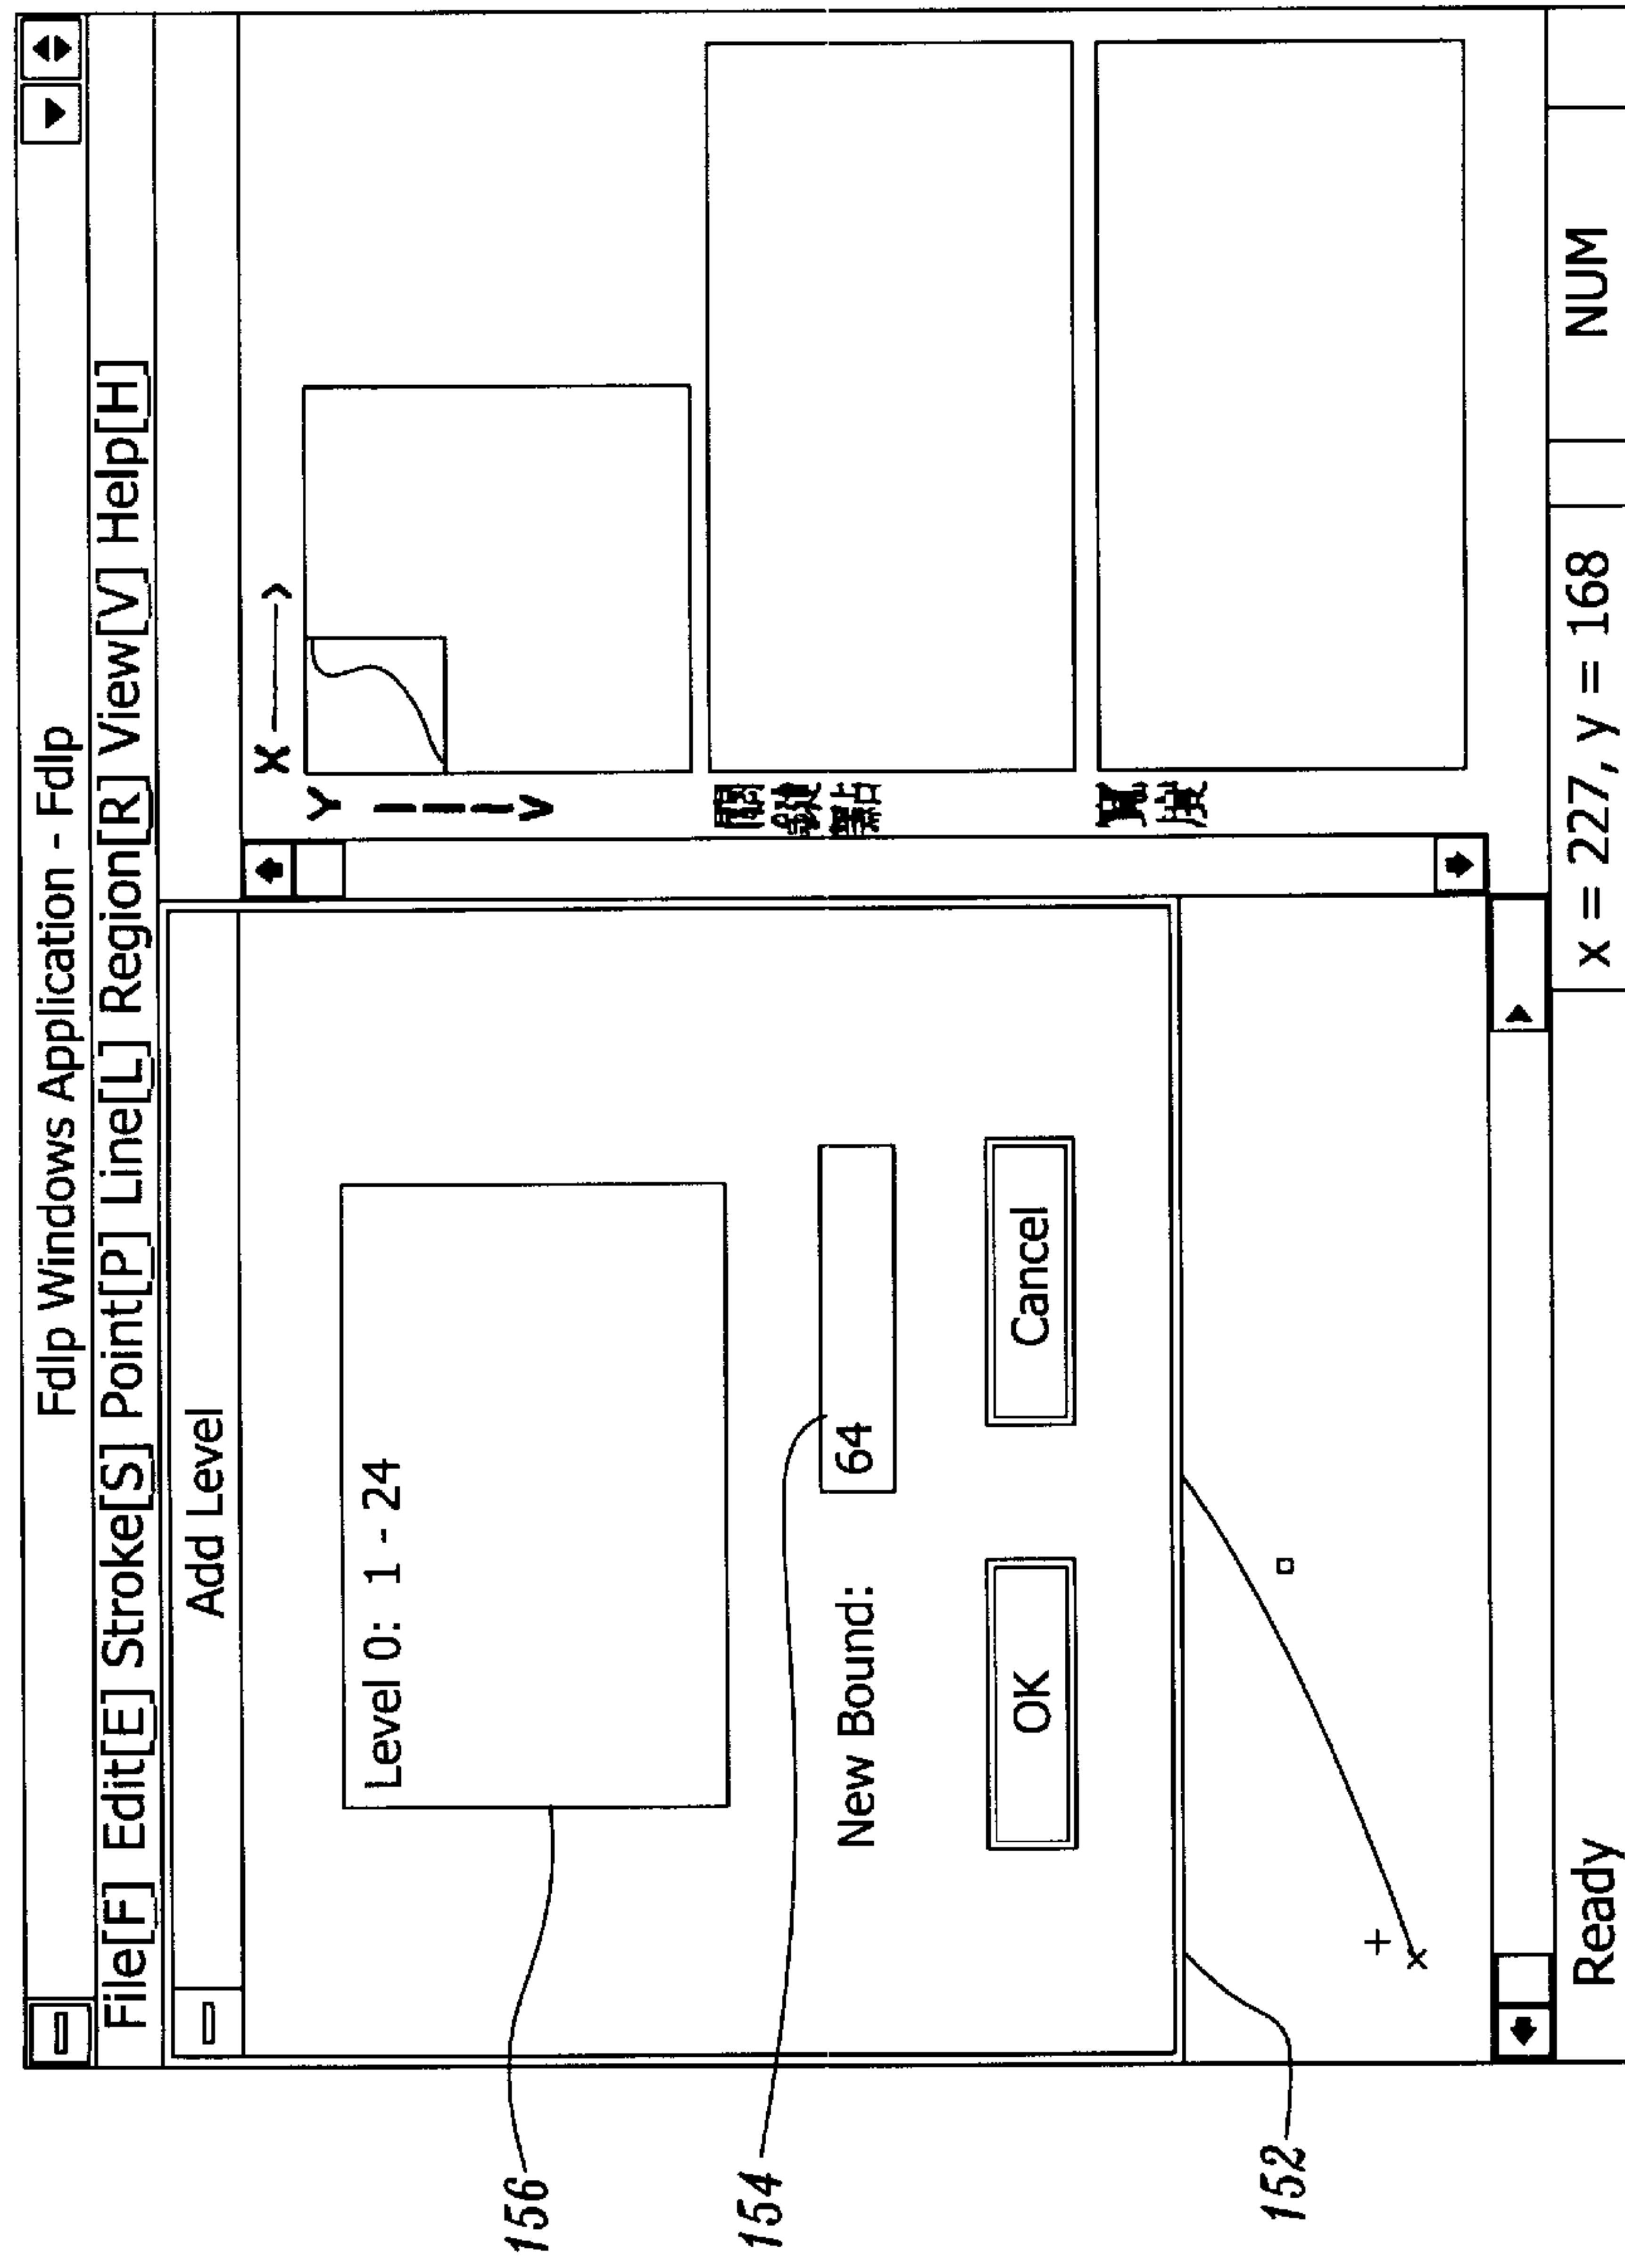 Fdlp Windows Application - Fdlp
File[F] Edit[E] Stroke[S] Point[P] Line[L] Region[R] View[V] Help[H]
Add Level
Level 0: 1 - 24
New Bound: 64
OK Cancel
X
Y
Ready x = 227, y = 168 NUM
156
154
152